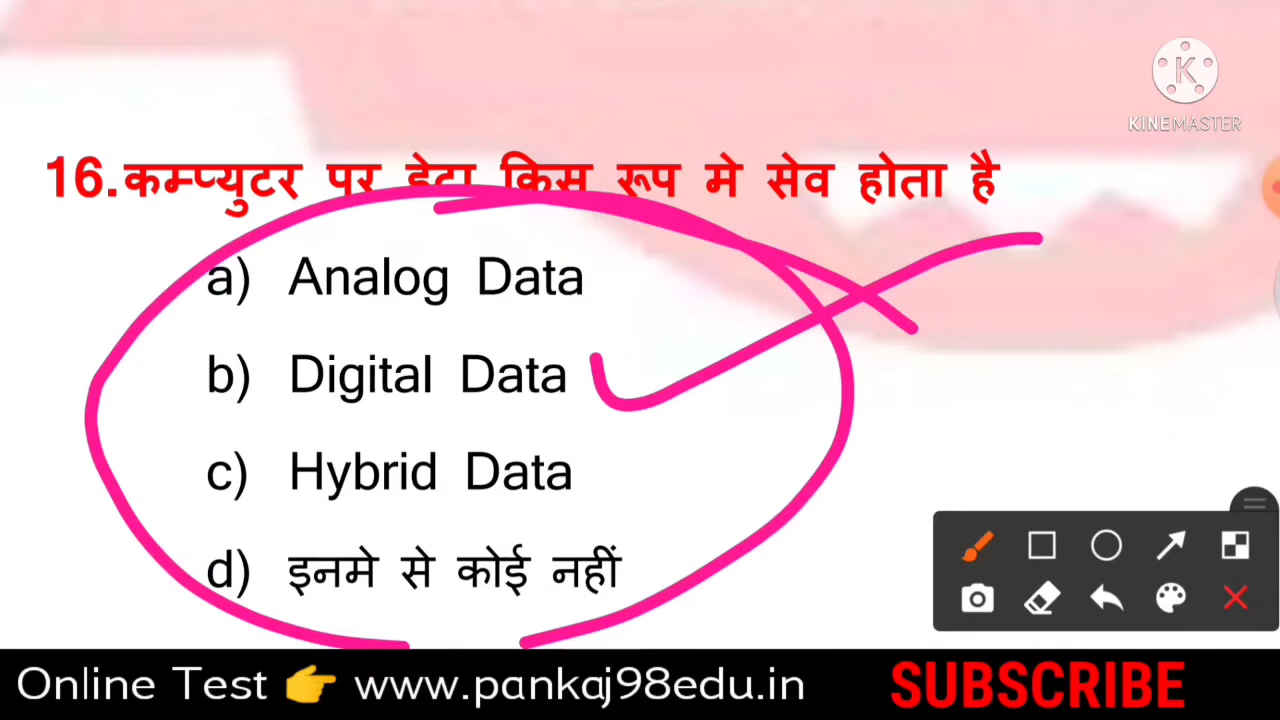 KINEMASTER
16.कम्प्युटर पर डेटा किस रूप मे सेव होता है
a) Analog Data
b) Digital Data
c) Hybrid Data
d) इनमे से कोई नहीं
Online Test 👉 www.pankaj98edu.in SUBSCRIBE